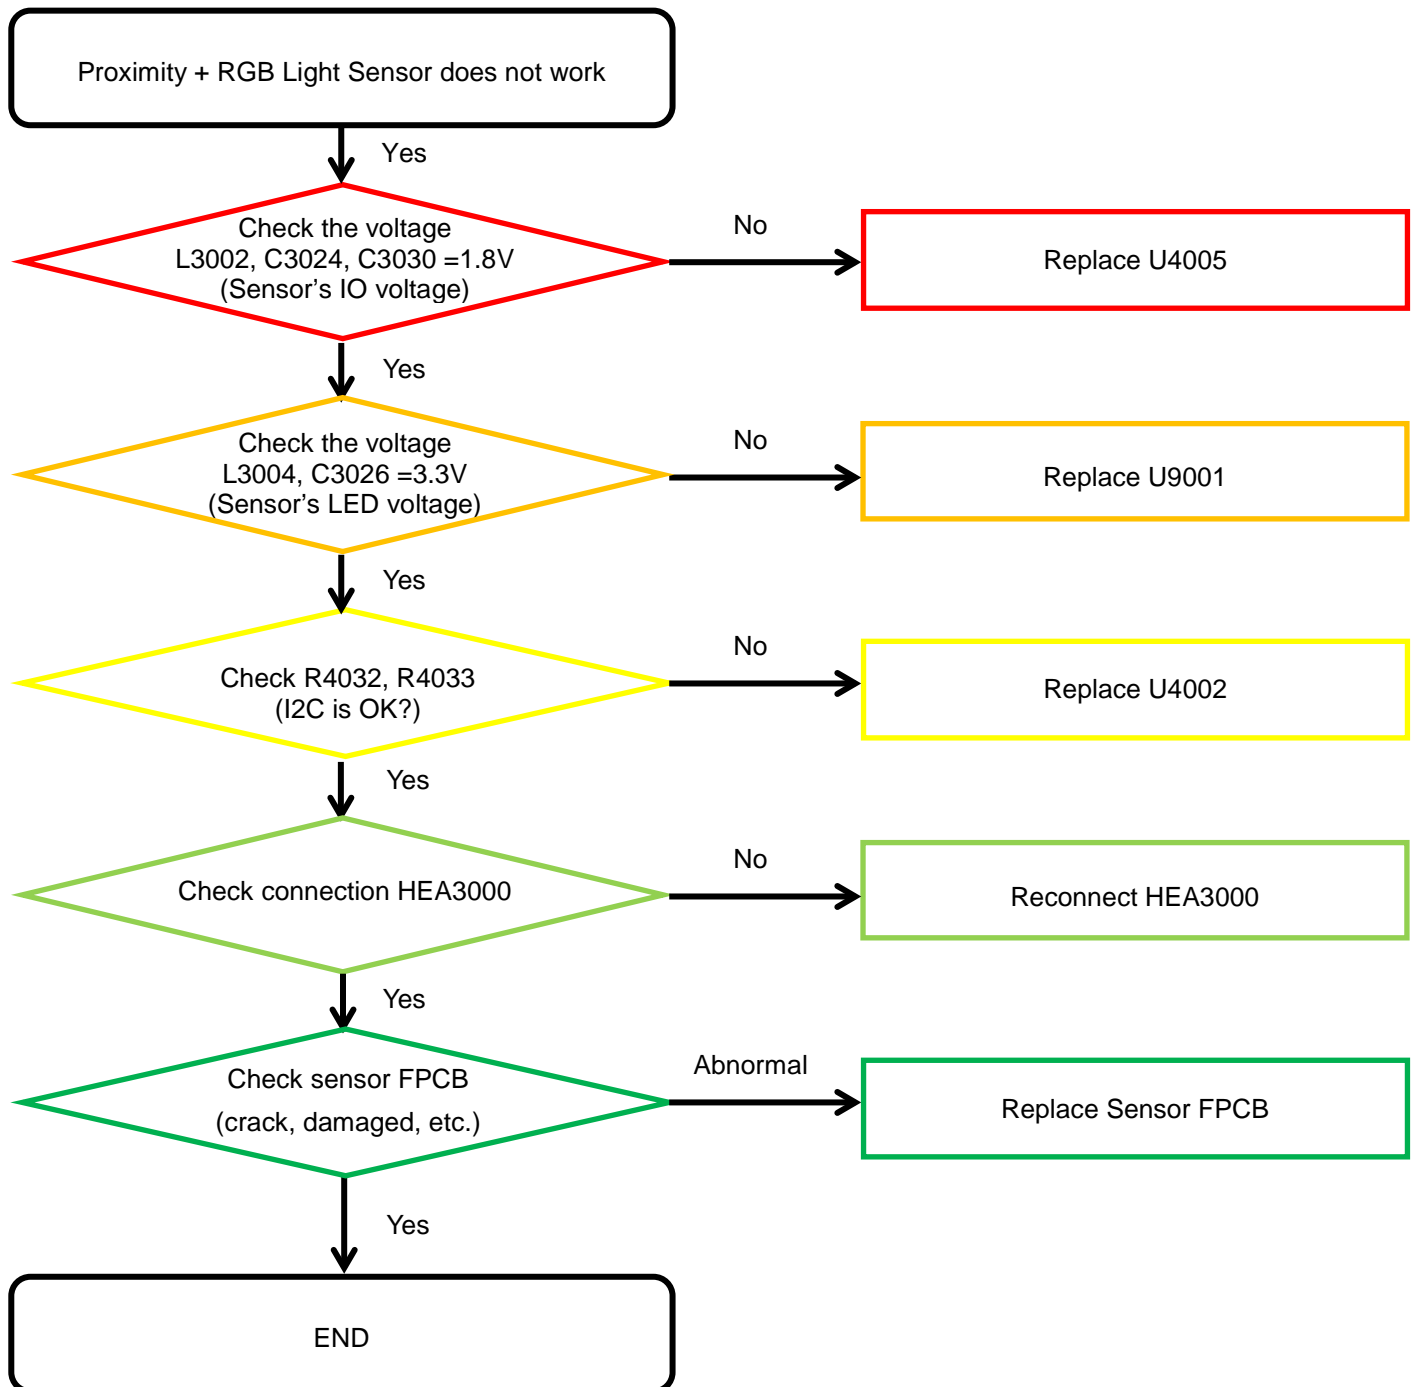 Proximity + RGB Light Sensor does not work
Yes
Check the voltage
L3002, C3024, C3030 =1.8V
(Sensor’s IO voltage)
No
Replace U4005
Yes
Check the voltage
L3004, C3026 =3.3V
(Sensor’s LED voltage)
No
Replace U9001
Yes
Check R4032, R4033
(I2C is OK?)
No
Replace U4002
Yes
Check connection HEA3000
No
Reconnect HEA3000
Yes
Check sensor FPCB
(crack, damaged, etc.)
Abnormal
Replace Sensor FPCB
Yes
END